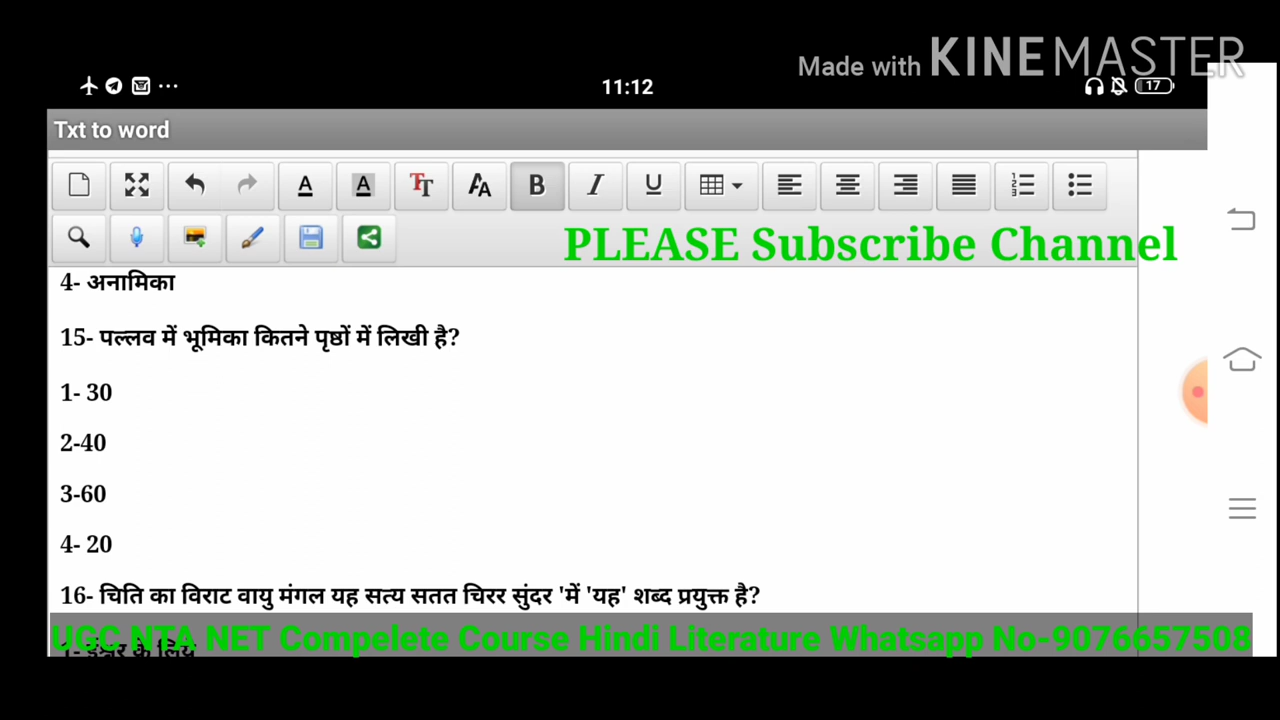 Made with KINEMASTER
11:12
17
Txt to word
PLEASE Subscribe Channel
4- अनामिका
15- पल्लव में भूमिका कितने पृष्ठों में लिखी है?
1- 30
2-40
3-60
4- 20
16- चिति का विराट वायु मंगल यह सत्य सतत चिरर सुंदर 'में 'यह' शब्द प्रयुक्त है?
UGC NTA NET Compelete Course Hindi Literature Whatsapp No-9076657508